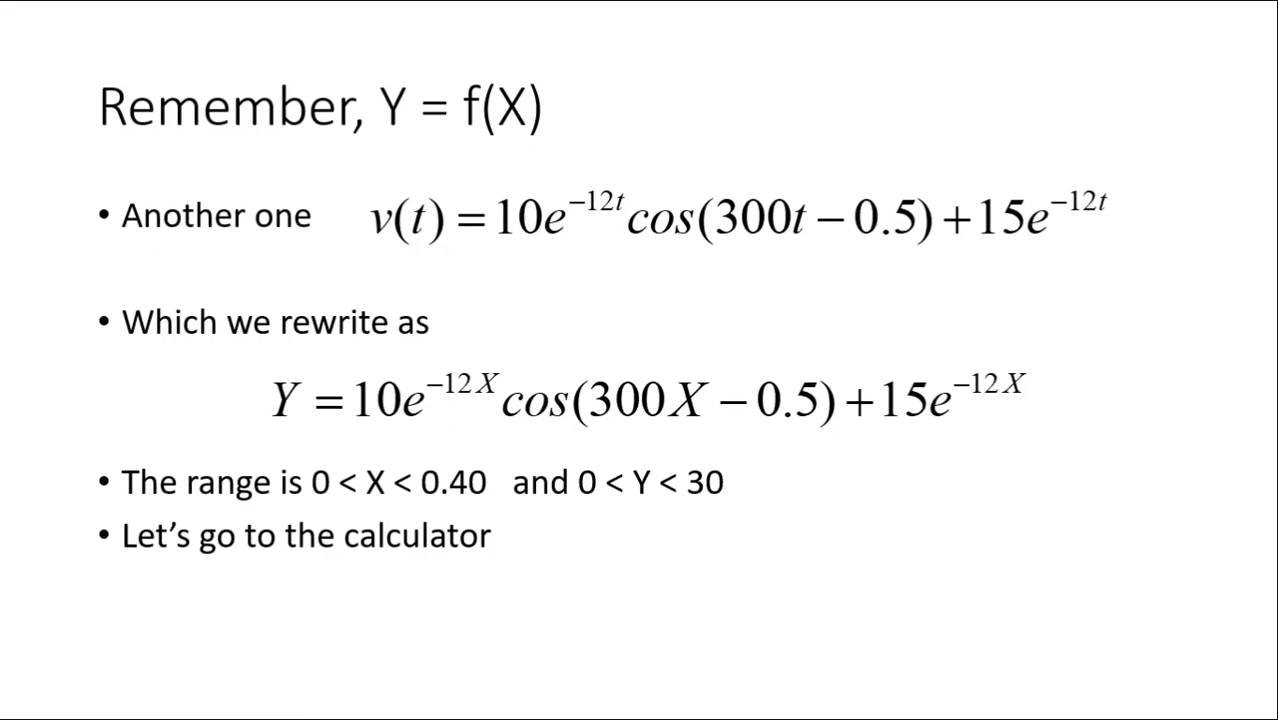 Remember, Y = f(X)
• Another one v(t) = 10e^{−12t}cos(300t − 0.5) + 15e^{−12t}
• Which we rewrite as
Y = 10e^{−12X}cos(300X − 0.5) + 15e^{−12X}
• The range is 0 < X < 0.40 and 0 < Y < 30
• Let’s go to the calculator